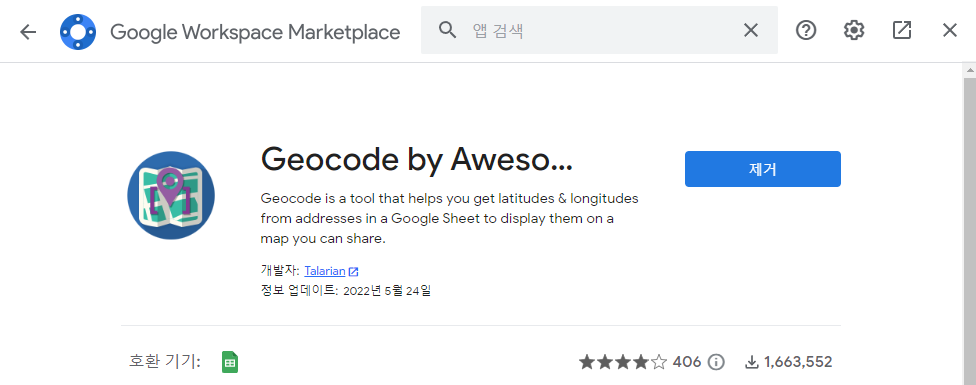 Google Workspace Marketplace
앱 검색
Geocode by Aweso...
제거
Geocode is a tool that helps you get latitudes & longitudes
from addresses in a Google Sheet to display them on a
map you can share.
개발자: Talarian
정보 업데이트: 2022년 5월 24일
호환 기기:
406
1,663,552